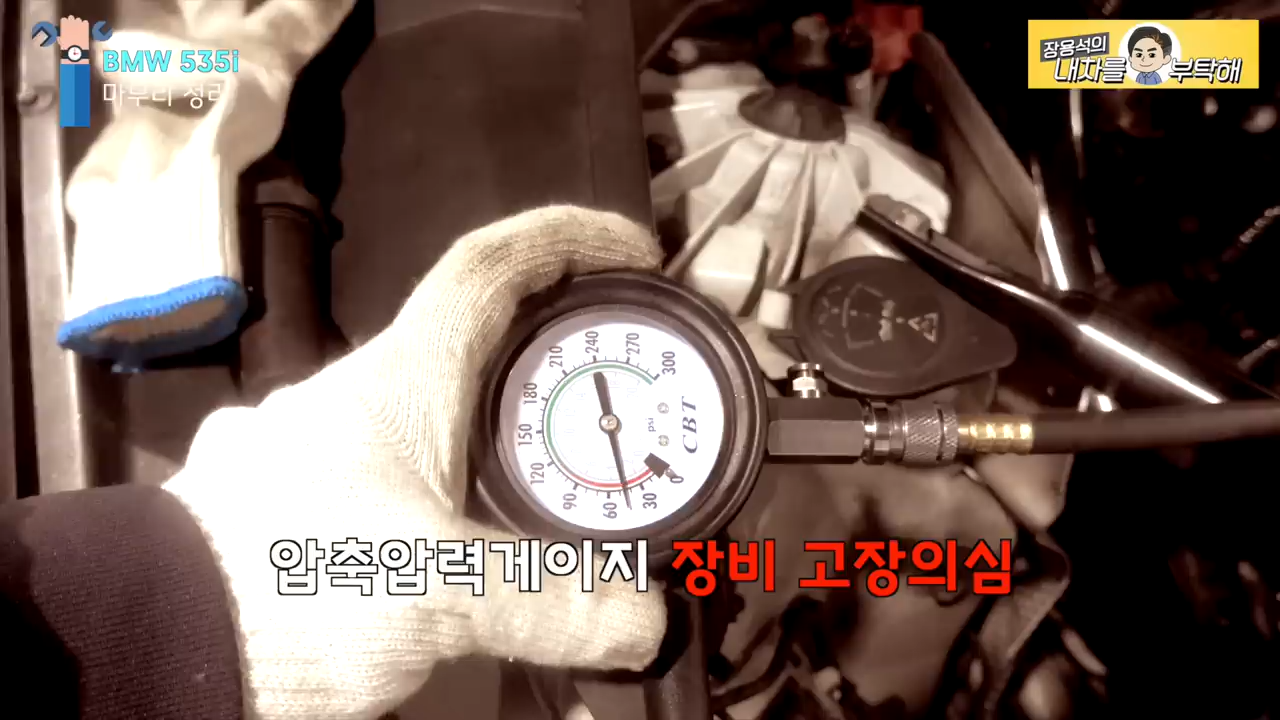 BMW 535i
마무리 정리
장용석의
내차를 부탁해
300
270
240
210
180
150
120
90
60
30
0
psi
CBT
압축압력게이지 장비 고장의심